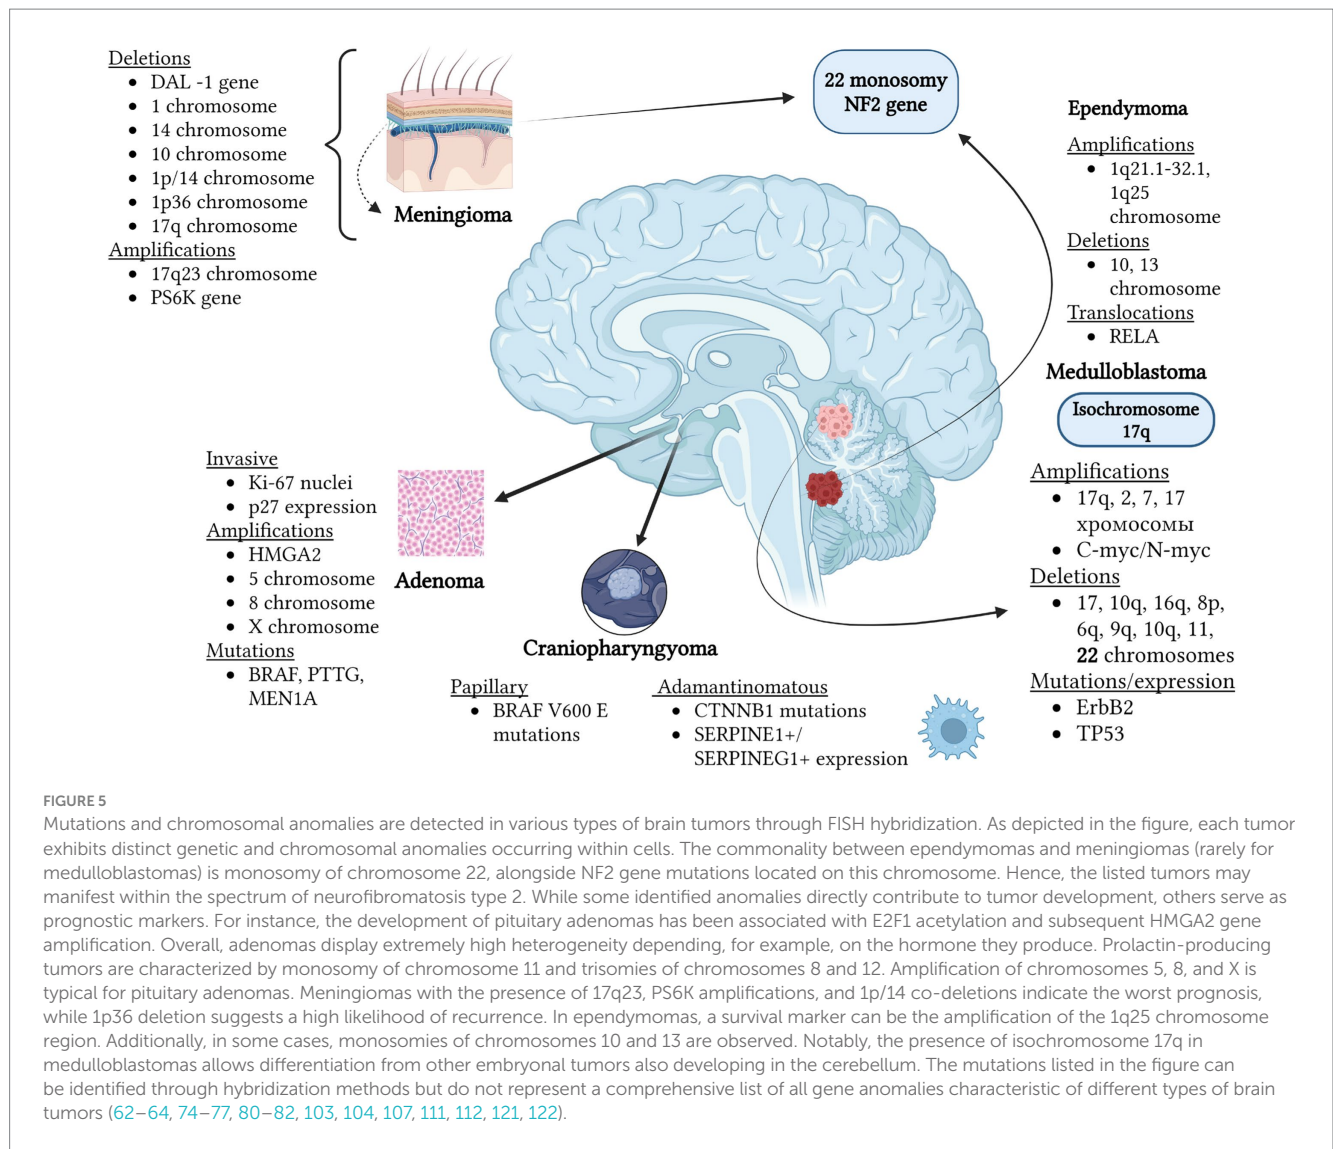 Deletions
• DAL -1 gene
• 1 chromosome
• 14 chromosome
• 10 chromosome
• 1p/14 chromosome
• 1p36 chromosome
• 17q chromosome
Amplifications
• 17q23 chromosome
• PS6K gene
Meningioma
22 monosomy
NF2 gene
Ependymoma
Amplifications
• 1q21.1-32.1,
1q25
chromosome
Deletions
• 10, 13
chromosome
Translocations
• RELA
Medulloblastoma
Isochromosome
17q
Amplifications
• 17q, 2, 7, 17
хромосомы
• C-myc/N-myc
Deletions
• 17, 10q, 16q, 8p,
6q, 9q, 10q, 11,
22 chromosomes
Mutations/expression
• ErbB2
• TP53
Invasive
• Ki-67 nuclei
• p27 expression
Amplifications
• HMGA2
• 5 chromosome
• 8 chromosome
• X chromosome
Mutations
• BRAF, PTTG,
MEN1A
Adenoma
Craniopharyngyoma
Papillary
• BRAF V600 E
mutations
Adamantinomatous
• CTNNB1 mutations
• SERPINE1+/
SERPINEG1+ expression
FIGURE 5
Mutations and chromosomal anomalies are detected in various types of brain tumors through FISH hybridization. As depicted in the figure, each tumor
exhibits distinct genetic and chromosomal anomalies occurring within cells. The commonality between ependymomas and meningiomas (rarely for
medulloblastomas) is monosomy of chromosome 22, alongside NF2 gene mutations located on this chromosome. Hence, the listed tumors may
manifest within the spectrum of neurofibromatosis type 2. While some identified anomalies directly contribute to tumor development, others serve as
prognostic markers. For instance, the development of pituitary adenomas has been associated with E2F1 acetylation and subsequent HMGA2 gene
amplification. Overall, adenomas display extremely high heterogeneity depending, for example, on the hormone they produce. Prolactin-producing
tumors are characterized by monosomy of chromosome 11 and trisomies of chromosomes 8 and 12. Amplification of chromosomes 5, 8, and X is
typical for pituitary adenomas. Meningiomas with the presence of 17q23, PS6K amplifications, and 1p/14 co-deletions indicate the worst prognosis,
while 1p36 deletion suggests a high likelihood of recurrence. In ependymomas, a survival marker can be the amplification of the 1q25 chromosome
region. Additionally, in some cases, monosomies of chromosomes 10 and 13 are observed. Notably, the presence of isochromosome 17q in
medulloblastomas allows differentiation from other embryonal tumors also developing in the cerebellum. The mutations listed in the figure can
be identified through hybridization methods but do not represent a comprehensive list of all gene anomalies characteristic of different types of brain
tumors (62–64, 74–77, 80–82, 103, 104, 107, 111, 112, 121, 122).